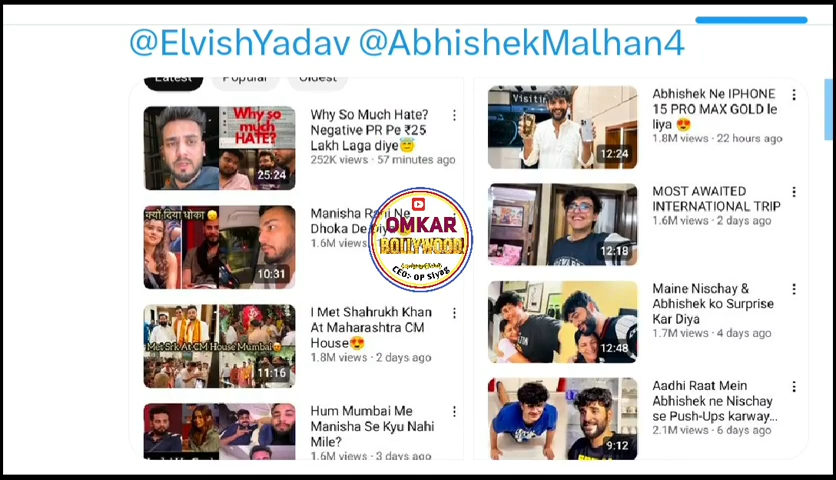 @ElvishYadav @AbhishekMalhan4
Latest
Popular
Oldest
Why so
much
HATE?
25:24
Why So Much Hate?
Negative PR Pe ₹25
Lakh Laga diye😇
252K views · 57 minutes ago
क्यों दिया धोका
10:31
Manisha Rani Ne
Dhoka De Diya
1.6M views
Met Srk At CM House Mumbai
11:16
I Met Shahrukh Khan
At Maharashtra CM
House😍
1.8M views · 2 days ago
Hum Mumbai Me
Manisha Se Kyu Nahi
Mile?
1.6M views · 3 days ago
OMKAR
BOLLYWOOD
CEO:- OP Siyag
12:24
Abhishek Ne IPHONE
15 PRO MAX GOLD le
liya 😍
1.8M views · 22 hours ago
12:18
MOST AWAITED
INTERNATIONAL TRIP
1.6M views · 2 days ago
12:48
Maine Nischay &
Abhishek ko Surprise
Kar Diya
1.7M views · 4 days ago
9:12
Aadhi Raat Mein
Abhishek ne Nischay
se Push-Ups karway...
2.1M views · 6 days ago